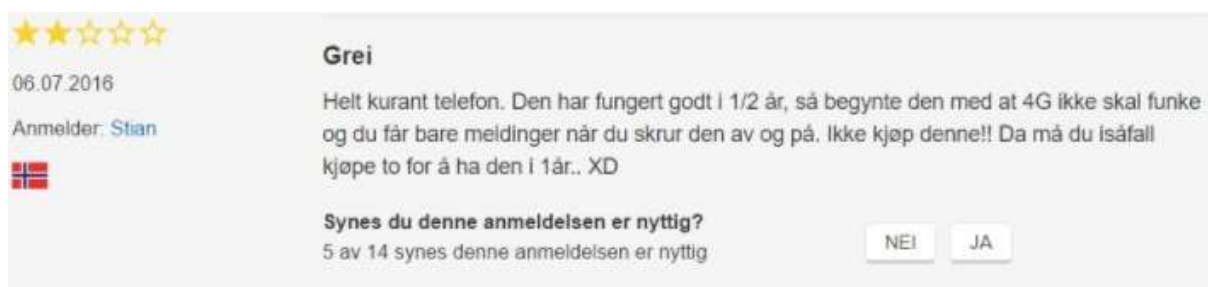 06.07.2016
Anmelder: Stian
Grei
Helt kurant telefon. Den har fungert godt i 1/2 år, så begynte den med at 4G ikke skal funke
og du får bare meldinger når du skrur den av og på. Ikke kjøp denne!! Da må du isåfall
kjøpe to for å ha den i 1år.. XD
Synes du denne anmeldelsen er nyttig?
5 av 14 synes denne anmeldelsen er nyttig
NEI JA